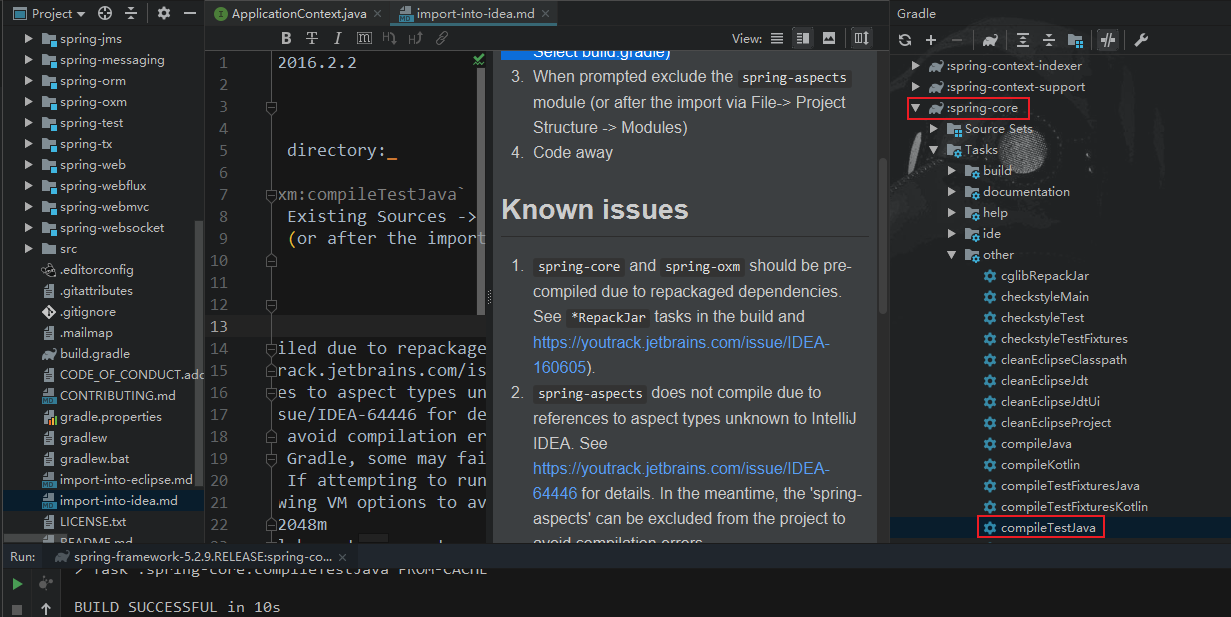 Project
spring-jms
spring-messaging
spring-orm
spring-oxm
spring-test
spring-tx
spring-web
spring-webflux
spring-webmvc
spring-websocket
src
.editorconfig
.gitattributes
.gitignore
.mailmap
build.gradle
CODE_OF_CONDUCT.adc
CONTRIBUTING.md
gradle.properties
gradlew
gradlew.bat
import-into-eclipse.md
import-into-idea.md
LICENSE.txt
README.md
ApplicationContext.java
import-into-idea.md
View:
1 2016.2.2
2
3
4
5 directory:_
6
7 xm:compileTestJava`
8 Existing Sources ->
9 (or after the import
10
11
12
13
14 iled due to repackage
15 rack.jetbrains.com/is
16 es to aspect types un
17 sue/IDEA-64446 for de
18 avoid compilation er
19 Gradle, some may fai
20 If attempting to run
21 wing VM options to av
22 2048m
Select build.gradle)
3. When prompted exclude the spring-aspects
module (or after the import via File-> Project
Structure -> Modules)
4. Code away
Known issues
1. spring-core and spring-oxm should be pre-
compiled due to repackaged dependencies.
See *RepackJar tasks in the build and
https://youtrack.jetbrains.com/issue/IDEA-
160605).
2. spring-aspects does not compile due to
references to aspect types unknown to IntelliJ
IDEA. See
https://youtrack.jetbrains.com/issue/IDEA-
64446 for details. In the meantime, the 'spring-
aspects' can be excluded from the project to
avoid compilation errors.
Gradle
:spring-context-indexer
:spring-context-support
:spring-core
Source Sets
Tasks
build
documentation
help
ide
other
cglibRepackJar
checkstyleMain
checkstyleTest
checkstyleTestFixtures
cleanEclipseClasspath
cleanEclipseJdt
cleanEclipseJdtUi
cleanEclipseProject
compileJava
compileKotlin
compileTestFixturesJava
compileTestFixturesKotlin
compileTestJava
Run: spring-framework-5.2.9.RELEASE:spring-co...
> Task :spring-core:compileTestJava FROM-CACHE
BUILD SUCCESSFUL in 10s